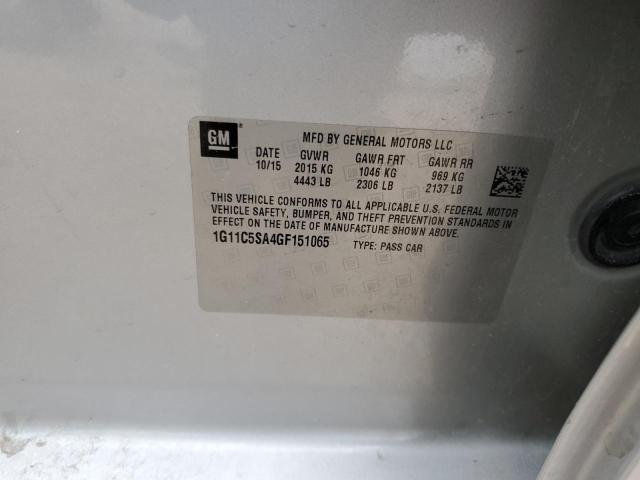 GM ® MFD BY GENERAL MOTORS LLC
DATE GVWR GAWR FRT GAWR RR
10/15 2015 KG 1046 KG 969 KG
4443 LB 2306 LB 2137 LB
THIS VEHICLE CONFORMS TO ALL APPLICABLE U.S. FEDERAL MOTOR
VEHICLE SAFETY, BUMPER, AND THEFT PREVENTION STANDARDS IN
EFFECT ON THE DATE OF MANUFACTURE SHOWN ABOVE.
1G11C5SA4GF151065 TYPE: PASS CAR